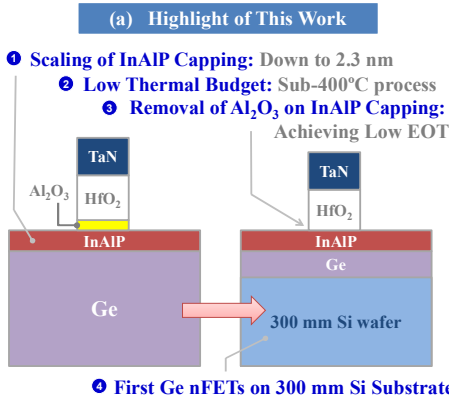 (a) Highlight of This Work
❶ Scaling of InAlP Capping: Down to 2.3 nm
❷ Low Thermal Budget: Sub-400ºC process
❸ Removal of Al₂O₃ on InAlP Capping:
Achieving Low EOT
TaN
HfO₂
Al₂O₃
InAlP
Ge
TaN
HfO₂
InAlP
Ge
300 mm Si wafer
❹ First Ge nFETs on 300 mm Si Substrate